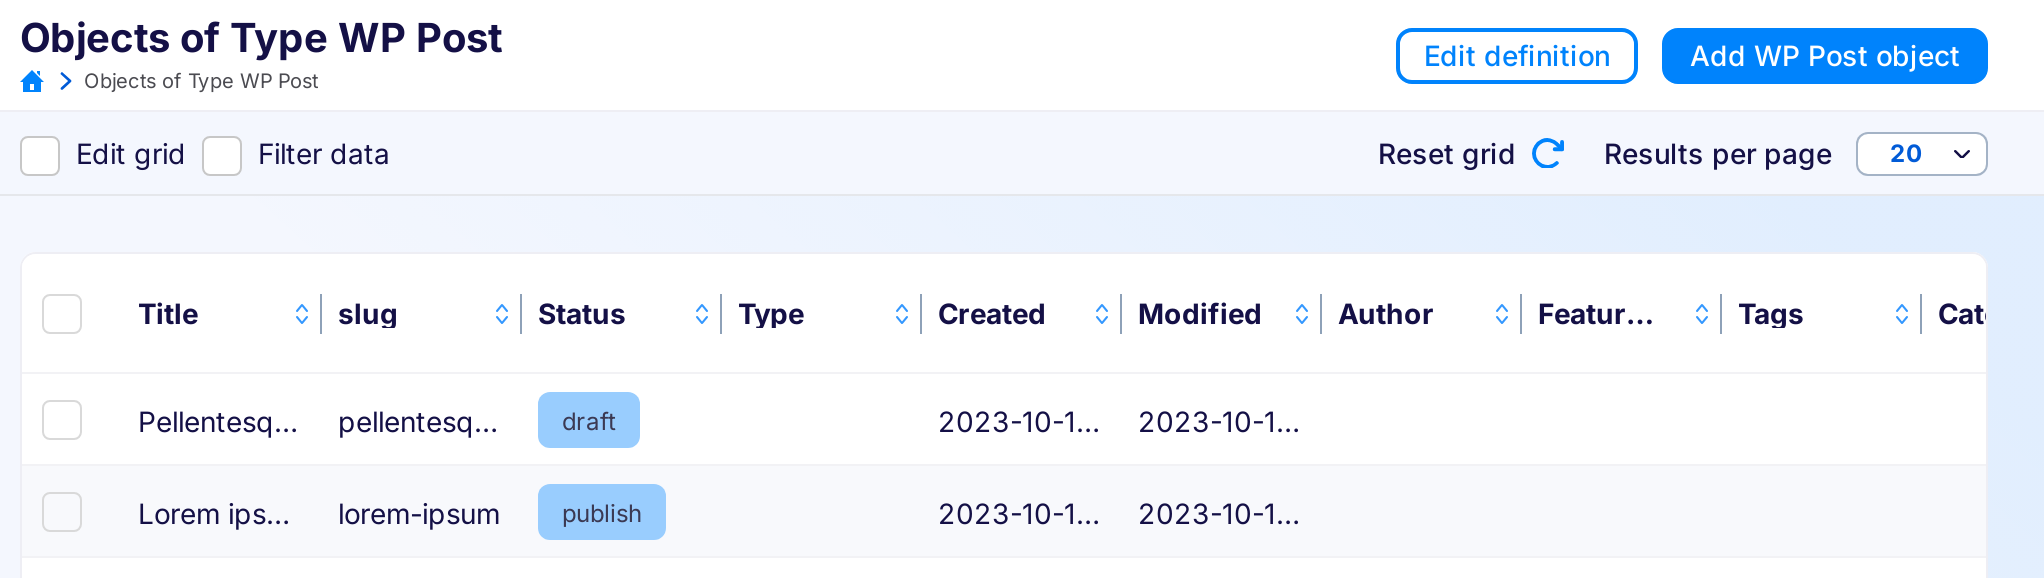 Objects of Type WP Post
Edit definition
Add WP Post object
Objects of Type WP Post
Edit grid
Filter data
Reset grid
Results per page
20
Title slug Status Type Created Modified Author Featur... Tags Cat
Pellentesq... pellentesq... draft 2023-10-1... 2023-10-1...
Lorem ips... lorem-ipsum publish 2023-10-1... 2023-10-1...